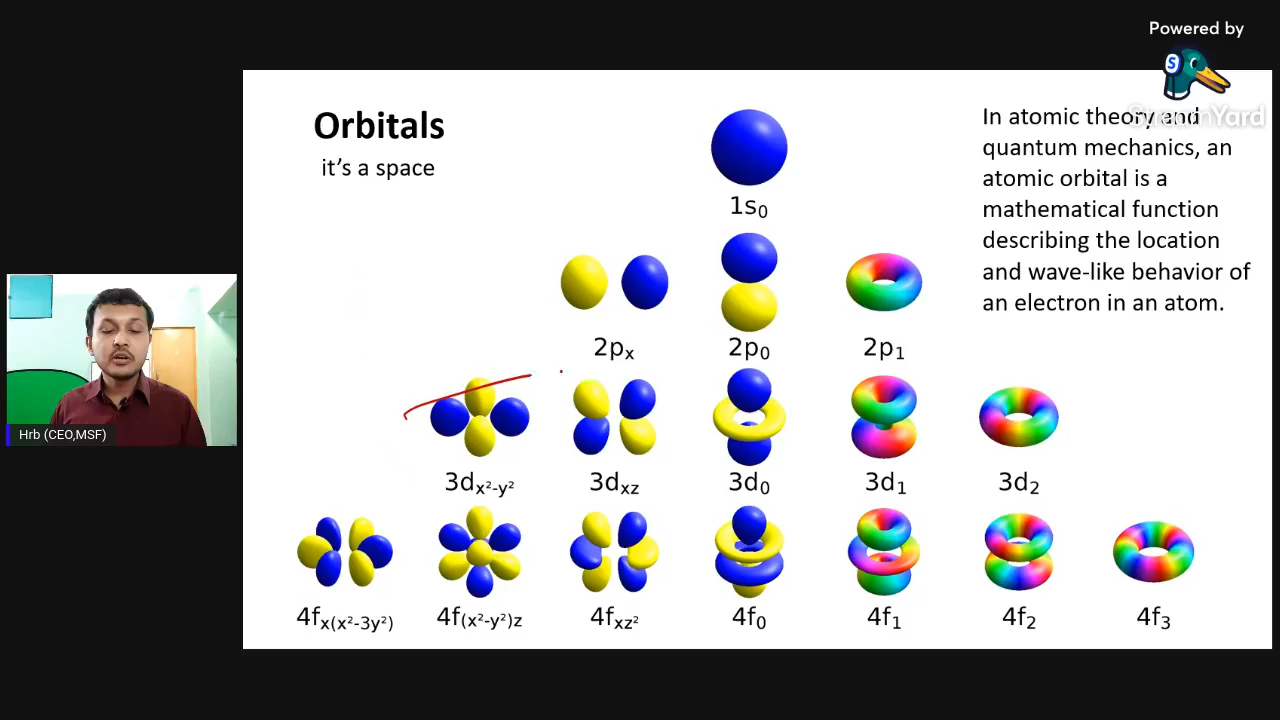 Powered by
S
StreamYard
Orbitals
it's a space
In atomic theory and
quantum mechanics, an
atomic orbital is a
mathematical function
describing the location
and wave-like behavior of
an electron in an atom.
1s₀
2pₓ 2p₀ 2p₁
3dx²-y² 3dxz 3d₀ 3d₁ 3d₂
4fx(x²-3y²) 4f(x²-y²)z 4fxz² 4f₀ 4f₁ 4f₂ 4f₃
Hrb (CEO,MSF)